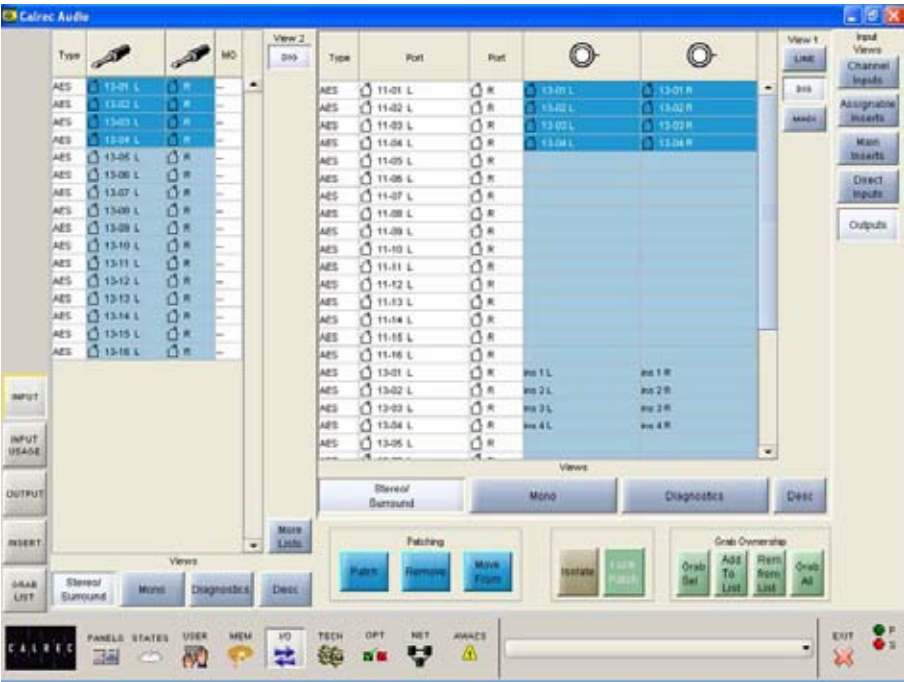 Calrec Audio
Type MO
View 2
DIG
AES 13-01 L R --
AES 13-02 L R --
AES 13-03 L R --
AES 13-04 L R --
AES 13-05 L R --
AES 13-06 L R --
AES 13-07 L R --
AES 13-08 L R --
AES 13-09 L R --
AES 13-10 L R --
AES 13-11 L R --
AES 13-12 L R --
AES 13-13 L R --
AES 13-14 L R --
AES 13-15 L R --
AES 13-16 L R --
More Lists
Views
Stereo/ Surround Mono Diagnostics Desc
Type Port Port
AES 11-01 L R 13-01 L 13-01 R
AES 11-02 L R 13-02 L 13-02 R
AES 11-03 L R 13-03 L 13-03 R
AES 11-04 L R 13-04 L 13-04 R
AES 11-05 L R
AES 11-06 L R
AES 11-07 L R
AES 11-08 L R
AES 11-09 L R
AES 11-10 L R
AES 11-11 L R
AES 11-12 L R
AES 11-13 L R
AES 11-14 L R
AES 11-15 L R
AES 11-16 L R
AES 13-01 L R ins 1 L ins 1 R
AES 13-02 L R ins 2 L ins 2 R
AES 13-03 L R ins 3 L ins 3 R
AES 13-04 L R ins 4 L ins 4 R
AES 13-05 L R
Views
Stereo/ Surround Mono Diagnostics Desc
View 1
LINE
DIG
MADI
Input Views
Channel Inputs
Assignable Inserts
Main Inserts
Direct Inputs
Outputs
INPUT
INPUT USAGE
OUTPUT
INSERT
GRAB LIST
Patching
Patch Remove Move From
Isolate Lock Patch
Grab Ownership
Grab Sel Add To List Rem from List Grab All
CALREC PANELS STATES USER MEM I/O TECH OPT NET AWACS EXIT P S